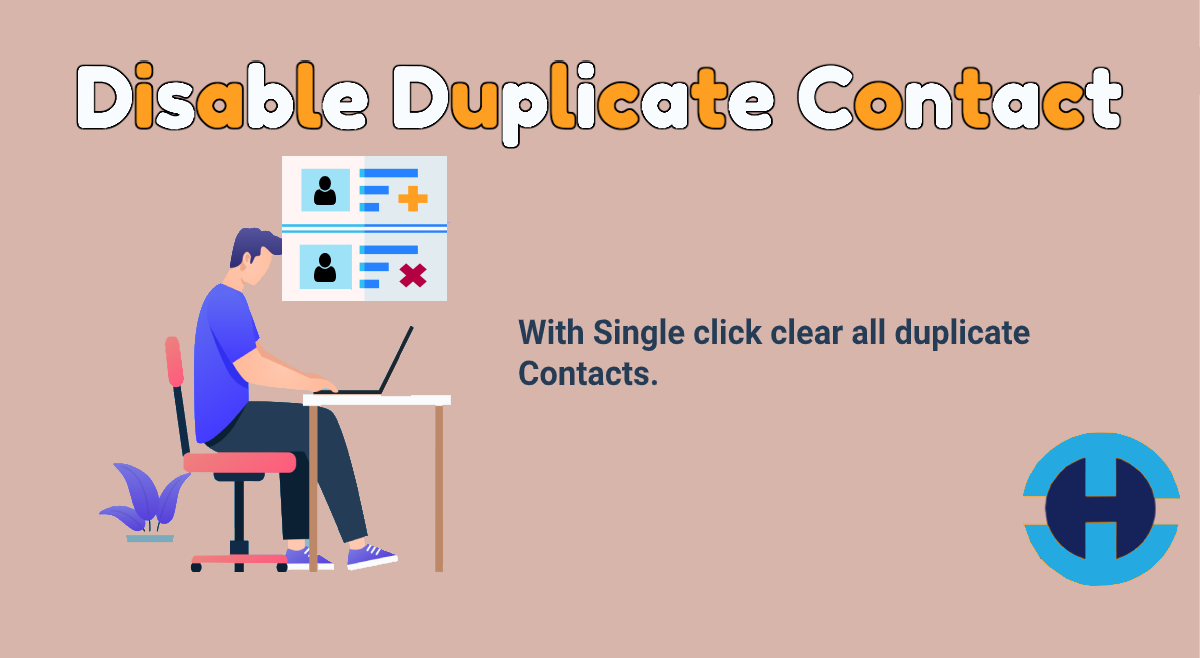 Disable Duplicate Contact
With Single click clear all duplicate
Contacts.
H